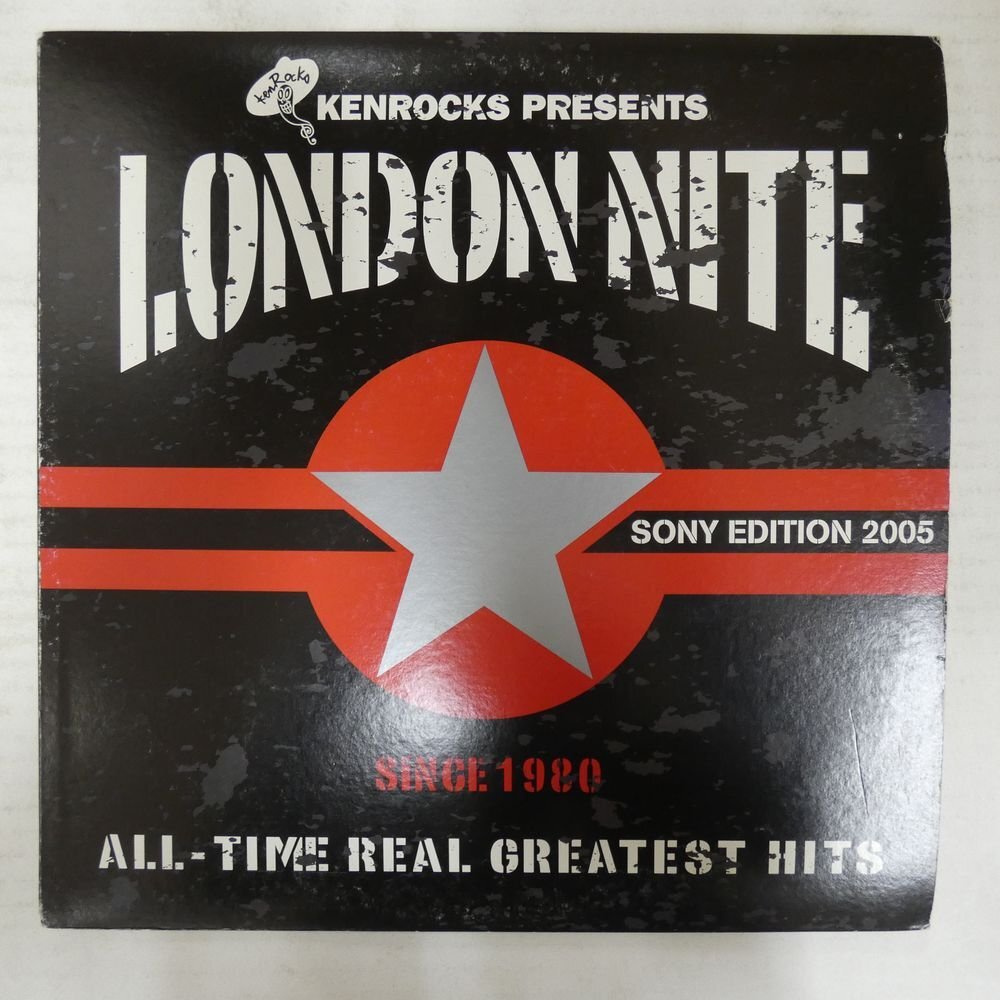 kenRocks
KENROCKS PRESENTS
LONDON NITE
SONY EDITION 2005
SINCE 1980
ALL-TIME REAL GREATEST HITS